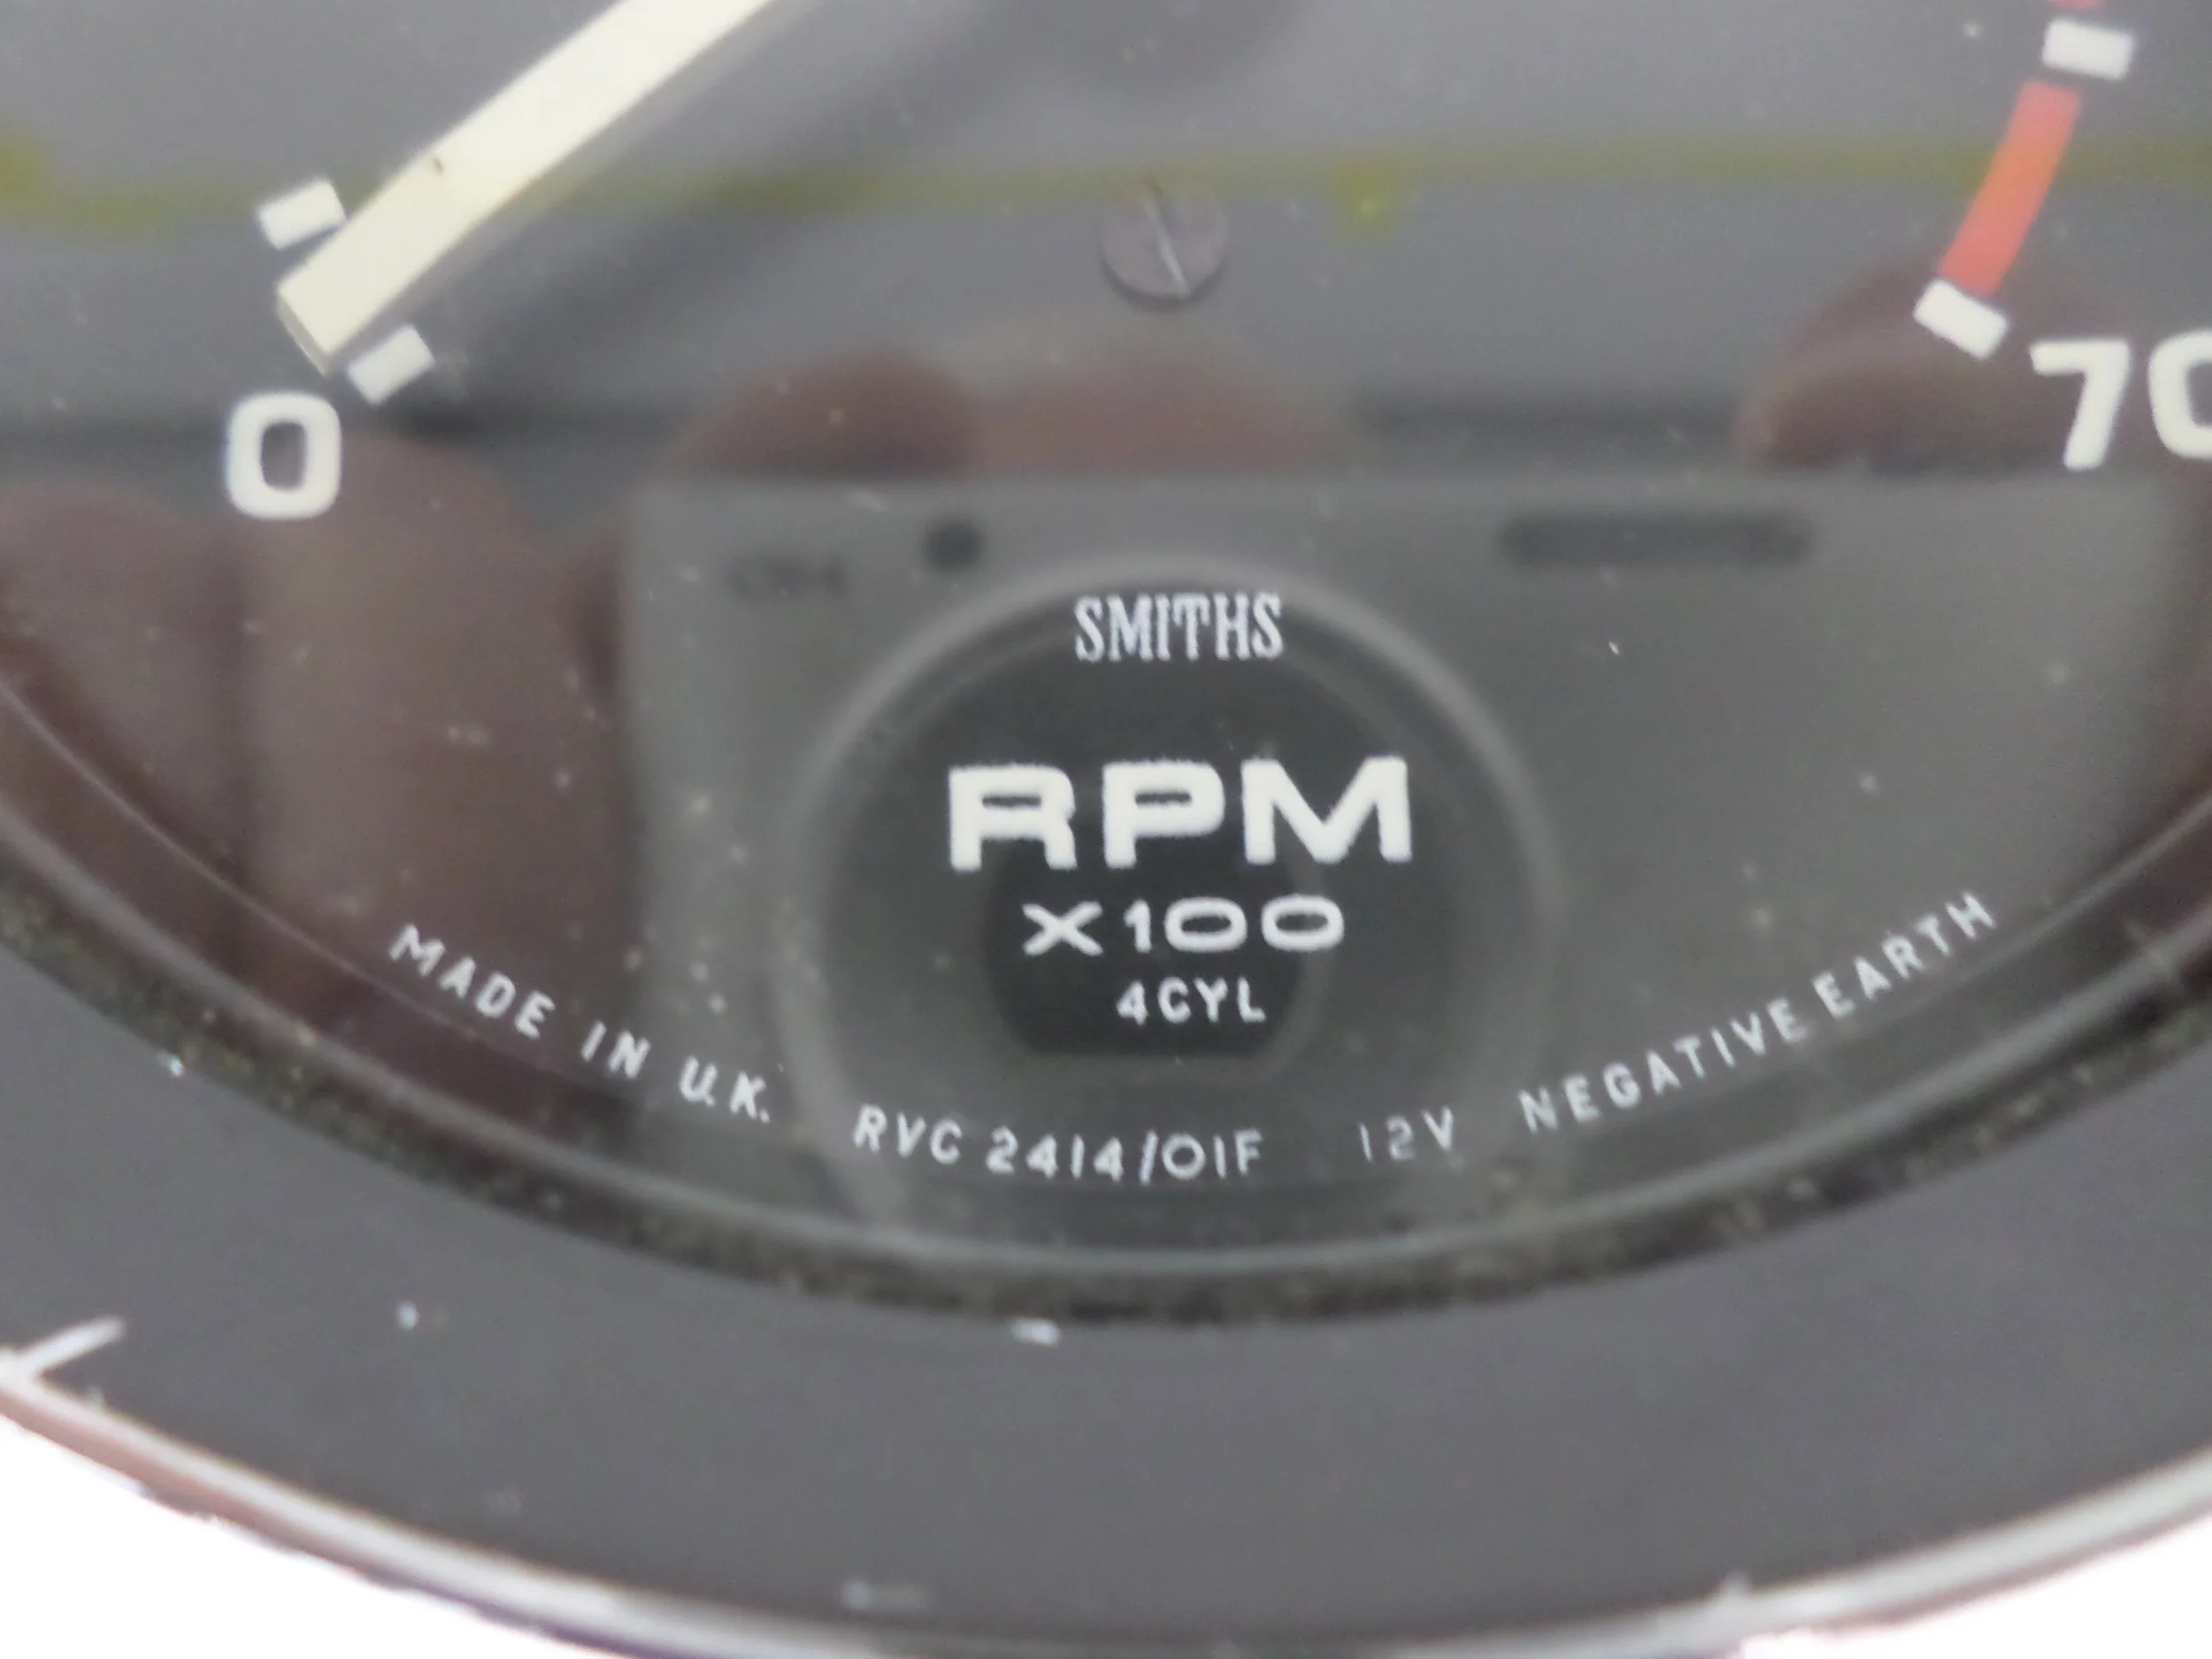 0
70
SMITHS
RPM
X100
4CYL
MADE IN U.K. RVC 2414/01F 12V NEGATIVE EARTH